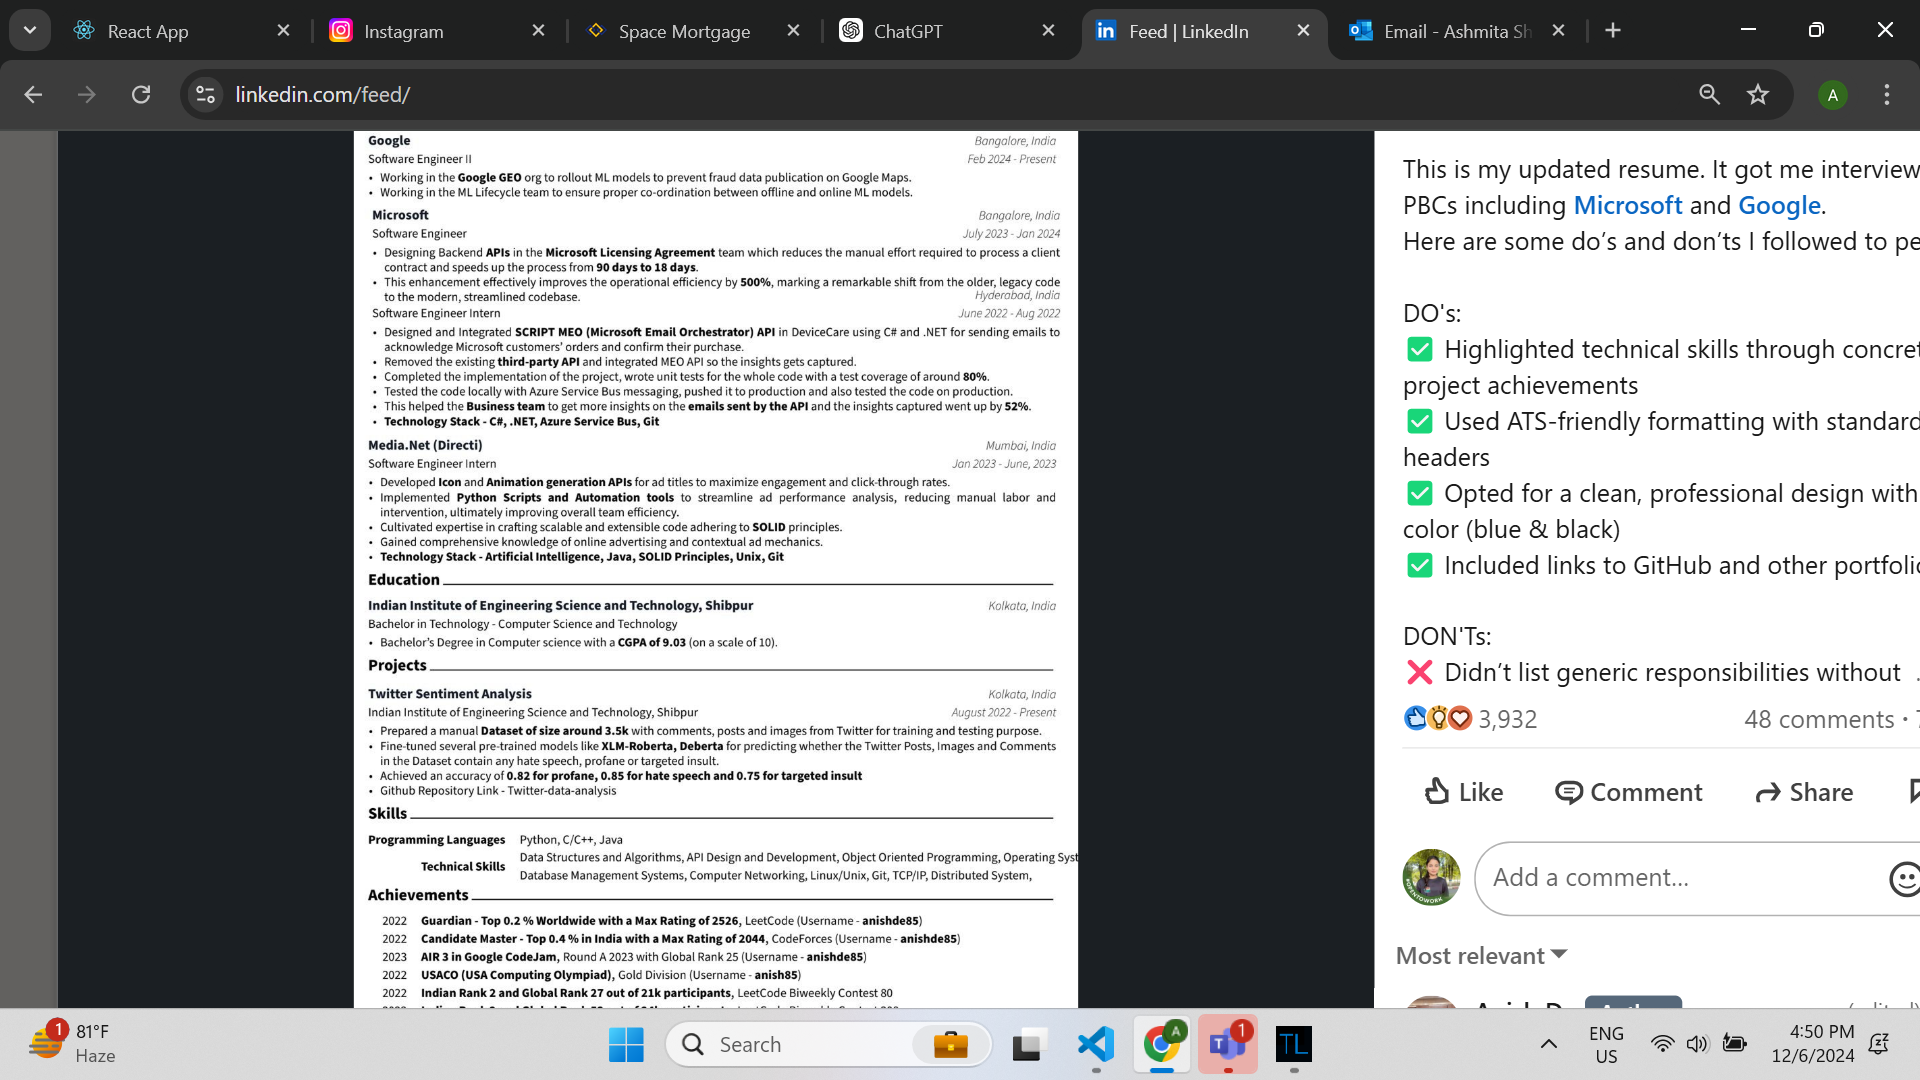 React App
Instagram
Space Mortgage
ChatGPT
Feed | LinkedIn
Email - Ashmita Sh
linkedin.com/feed/
A
Google
Bangalore, India
Software Engineer II
Feb 2024 - Present
• Working in the Google GEO org to rollout ML models to prevent fraud data publication on Google Maps.
• Working in the ML Lifecycle team to ensure proper co-ordination between offline and online ML models.
Microsoft
Bangalore, India
Software Engineer
July 2023 - Jan 2024
• Designing Backend APIs in the Microsoft Licensing Agreement team which reduces the manual effort required to process a client
contract and speeds up the process from 90 days to 18 days.
• This enhancement effectively improves the operational efficiency by 500%, marking a remarkable shift from the older, legacy code
to the modern, streamlined codebase.
Hyderabad, India
Software Engineer Intern
June 2022 - Aug 2022
• Designed and Integrated SCRIPT MEO (Microsoft Email Orchestrator) API in DeviceCare using C# and .NET for sending emails to
acknowledge Microsoft customers' orders and confirm their purchase.
• Removed the existing third-party API and integrated MEO API so the insights gets captured.
• Completed the implementation of the project, wrote unit tests for the whole code with a test coverage of around 80%.
• Tested the code locally with Azure Service Bus messaging, pushed it to production and also tested the code on production.
• This helped the Business team to get more insights on the emails sent by the API and the insights captured went up by 52%.
• Technology Stack - C#, .NET, Azure Service Bus, Git
Media.Net (Directi)
Mumbai, India
Software Engineer Intern
Jan 2023 - June, 2023
• Developed Icon and Animation generation APIs for ad titles to maximize engagement and click-through rates.
• Implemented Python Scripts and Automation tools to streamline ad performance analysis, reducing manual labor and
intervention, ultimately improving overall team efficiency.
• Cultivated expertise in crafting scalable and extensible code adhering to SOLID principles.
• Gained comprehensive knowledge of online advertising and contextual ad mechanics.
• Technology Stack - Artificial Intelligence, Java, SOLID Principles, Unix, Git
Education
Indian Institute of Engineering Science and Technology, Shibpur
Kolkata, India
Bachelor in Technology - Computer Science and Technology
• Bachelor's Degree in Computer science with a CGPA of 9.03 (on a scale of 10).
Projects
Twitter Sentiment Analysis
Kolkata, India
Indian Institute of Engineering Science and Technology, Shibpur
August 2022 - Present
• Prepared a manual Dataset of size around 3.5k with comments, posts and images from Twitter for training and testing purpose.
• Fine-tuned several pre-trained models like XLM-Roberta, Deberta for predicting whether the Twitter Posts, Images and Comments
in the Dataset contain any hate speech, profane or targeted insult.
• Achieved an accuracy of 0.82 for profane, 0.85 for hate speech and 0.75 for targeted insult
• Github Repository Link - Twitter-data-analysis
Skills
Programming Languages Python, C/C++, Java
Technical Skills
Data Structures and Algorithms, API Design and Development, Object Oriented Programming, Operating Syst
Database Management Systems, Computer Networking, Linux/Unix, Git, TCP/IP, Distributed System,
Achievements
2022 Guardian - Top 0.2 % Worldwide with a Max Rating of 2526, LeetCode (Username - anishde85)
2022 Candidate Master - Top 0.4 % in India with a Max Rating of 2044, CodeForces (Username - anishde85)
2023 AIR 3 in Google CodeJam, Round A 2023 with Global Rank 25 (Username - anishde85)
2022 USACO (USA Computing Olympiad), Gold Division (Username - anish85)
2022 Indian Rank 2 and Global Rank 27 out of 21k participants, LeetCode Biweekly Contest 80
This is my updated resume. It got me interview
PBCs including Microsoft and Google.
Here are some do's and don'ts I followed to pe
DO's:
✅ Highlighted technical skills through concret
project achievements
✅ Used ATS-friendly formatting with standard
headers
✅ Opted for a clean, professional design with
color (blue & black)
✅ Included links to GitHub and other portfolio
DON'Ts:
❌ Didn't list generic responsibilities without
3,932
48 comments ·
Like
Comment
Share
Add a comment...
Most relevant
1
81°F
Haze
Search
A
1
T
TL
ENG
US
4:50 PM
12/6/2024